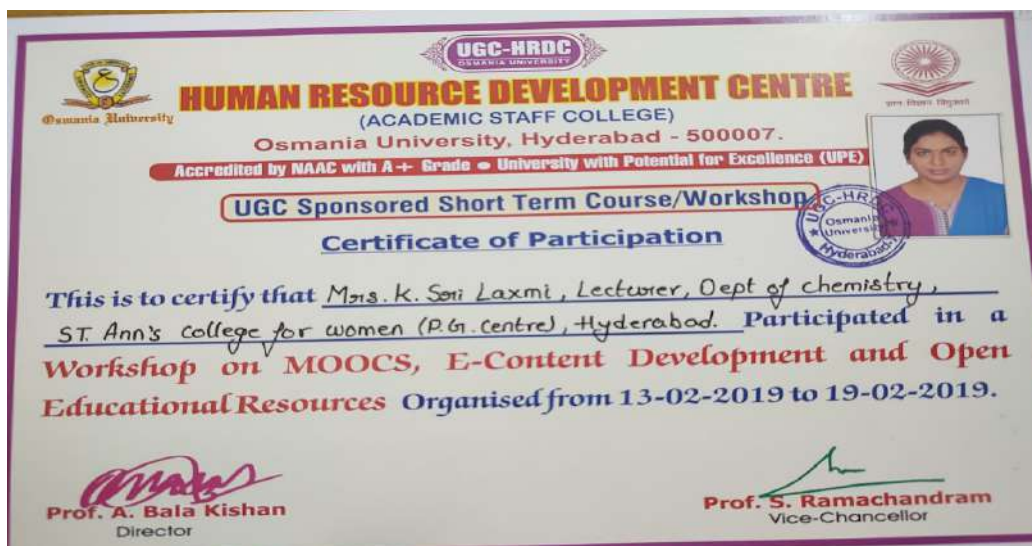 UGC-HRDC
OSMANIA UNIVERSITY
Osmania University
HUMAN RESOURCE DEVELOPMENT CENTRE
(ACADEMIC STAFF COLLEGE)
Osmania University, Hyderabad - 500007.
Accredited by NAAC with A+ Grade ● University with Potential for Excellence (UPE)
ज्ञान विज्ञान विमुक्तये
UGC Sponsored Short Term Course/Workshop
UGC-HRDC
Osmania
University
Hyderabad-7
Certificate of Participation
This is to certify that Mrs. K. Sri Laxmi, Lecturer, Dept of chemistry,
ST. Ann's college for women (P.G. Centre), Hyderabad. Participated in a
Workshop on MOOCS, E-Content Development and Open
Educational Resources Organised from 13-02-2019 to 19-02-2019.
Prof. A. Bala Kishan
Director
Prof. S. Ramachandram
Vice-Chancellor